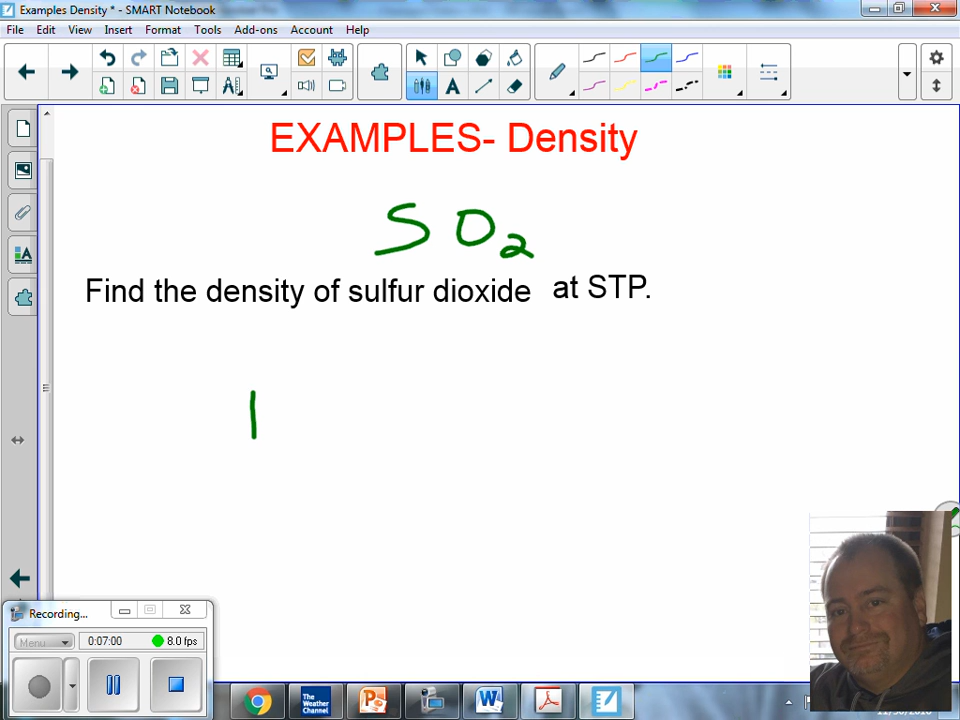 Examples Density * - SMART Notebook
File Edit View Insert Format Tools Add-ons Account Help
EXAMPLES- Density
SO₂
Find the density of sulfur dioxide at STP.
1
Recording...
Menu 0:07:00 8.0 fps
The Weather Channel